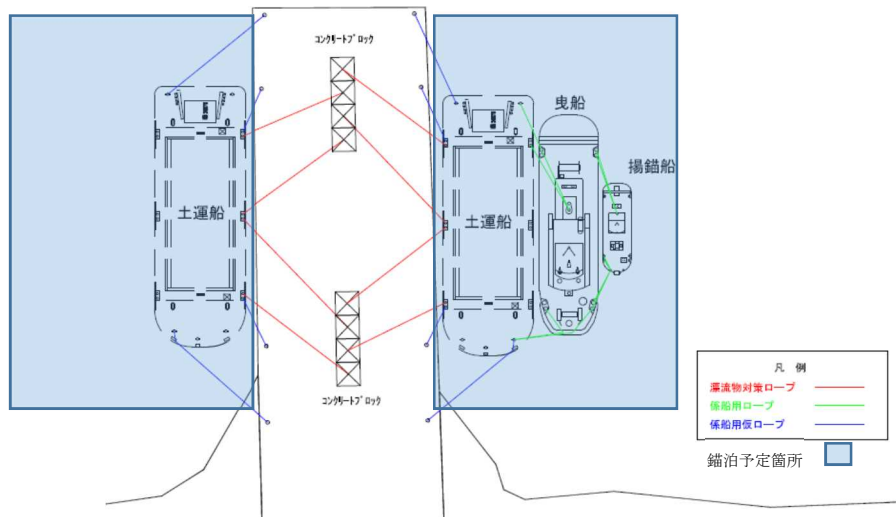 コンクリートブロック
曳船
揚錨船
土運船
土運船
コンクリートブロック
凡 例
漂流物対策ロープ
係船用ロープ
係船用仮ロープ
錨泊予定箇所